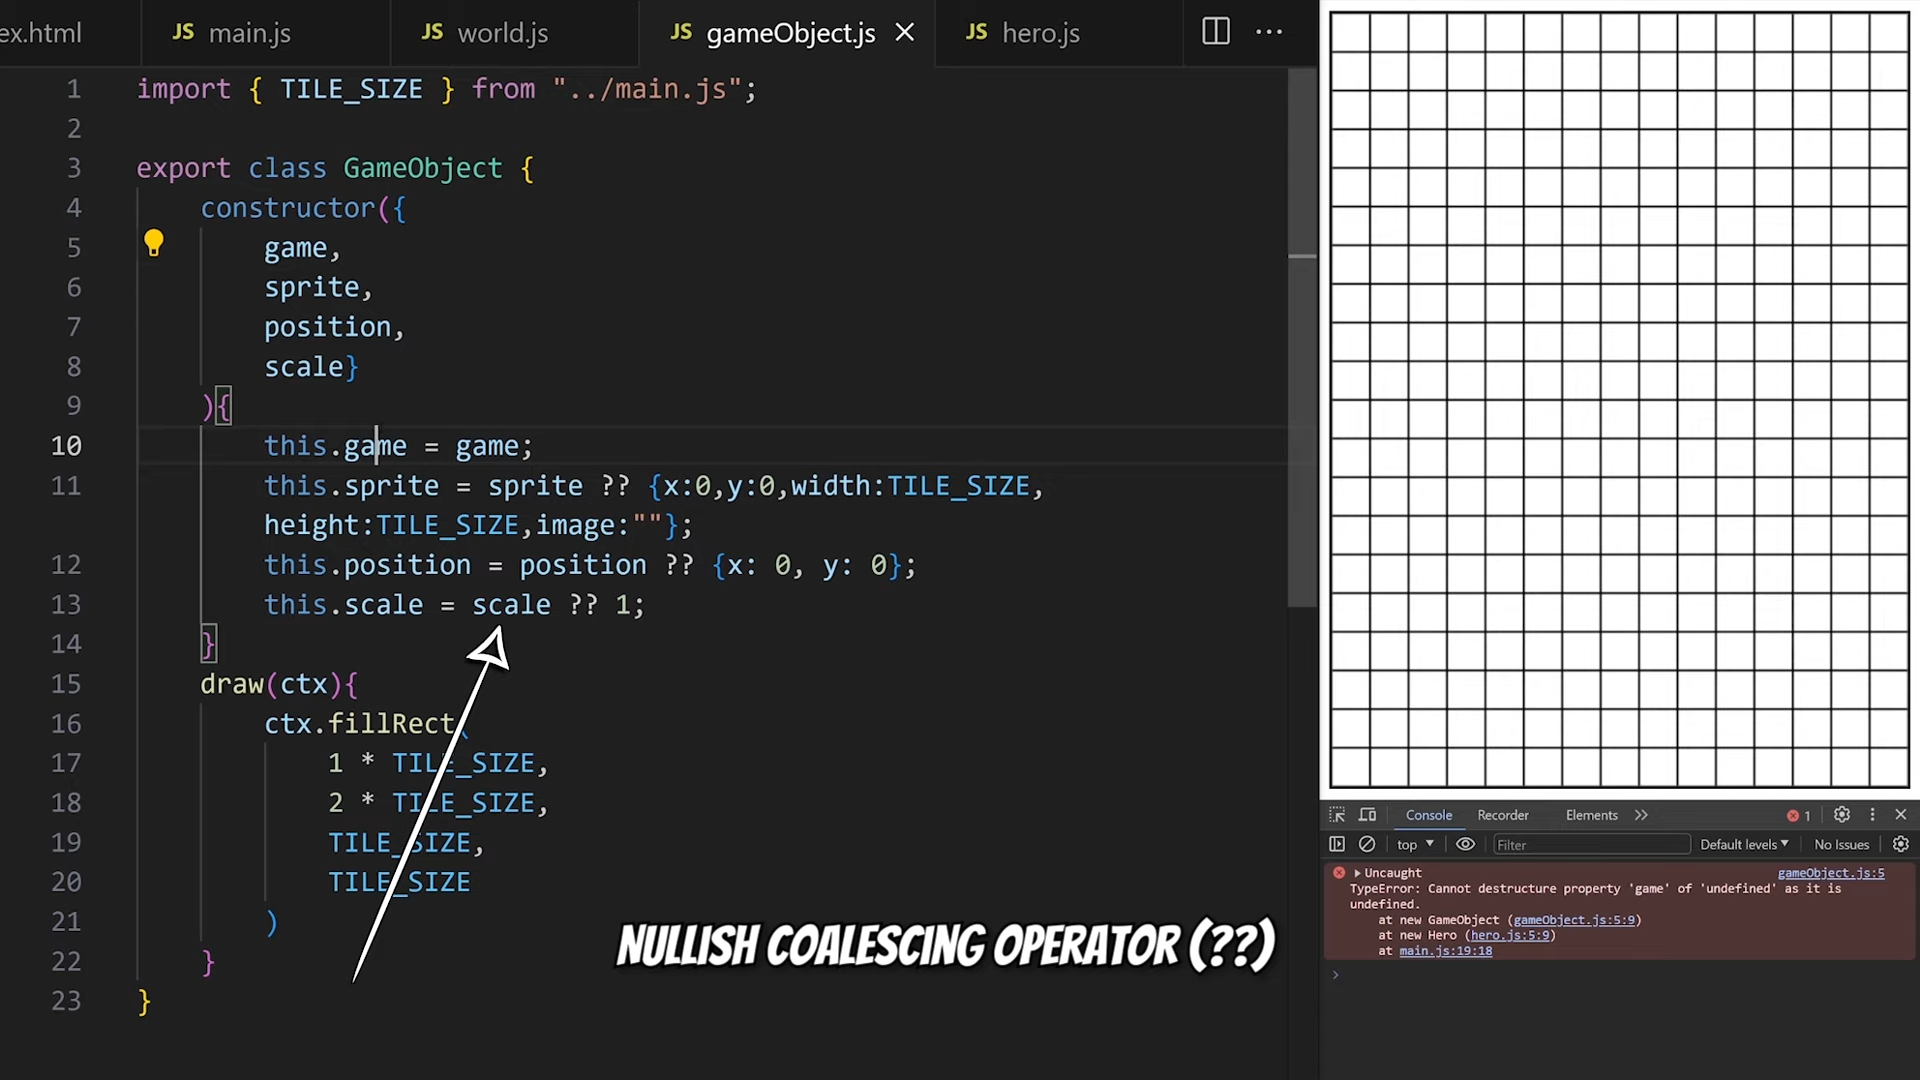 ex.html
JS main.js
JS world.js
JS gameObject.js
JS hero.js
1 import { TILE_SIZE } from "../main.js";
2
3 export class GameObject {
4 constructor({
5 game,
6 sprite,
7 position,
8 scale}
9 ){
10 this.game = game;
11 this.sprite = sprite ?? {x:0,y:0,width:TILE_SIZE,
height:TILE_SIZE,image:""};
12 this.position = position ?? {x: 0, y: 0};
13 this.scale = scale ?? 1;
14 }
15 draw(ctx){
16 ctx.fillRect(
17 1 * TILE_SIZE,
18 2 * TILE_SIZE,
19 TILE_SIZE,
20 TILE_SIZE
21 )
22 }
23 }
NULLISH COALESCING OPERATOR (??)
Console Recorder Elements 1
top Filter Default levels No Issues
Uncaught gameObject.js:5
TypeError: Cannot destructure property 'game' of 'undefined' as it is
undefined.
at new GameObject (gameObject.js:5:9)
at new Hero (hero.js:5:9)
at main.js:19:18